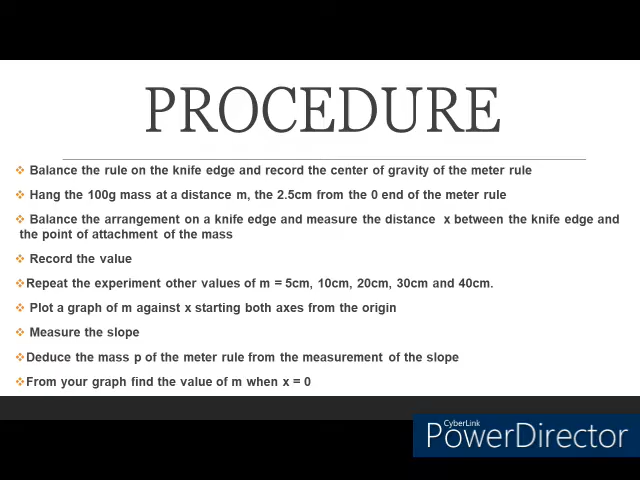 PROCEDURE
❖ Balance the rule on the knife edge and record the center of gravity of the meter rule
❖ Hang the 100g mass at a distance m, the 2.5cm from the 0 end of the meter rule
❖ Balance the arrangement on a knife edge and measure the distance x between the knife edge and
the point of attachment of the mass
❖ Record the value
❖Repeat the experiment other values of m = 5cm, 10cm, 20cm, 30cm and 40cm.
❖ Plot a graph of m against x starting both axes from the origin
❖ Measure the slope
❖Deduce the mass p of the meter rule from the measurement of the slope
❖From your graph find the value of m when x = 0
CyberLink
PowerDirector